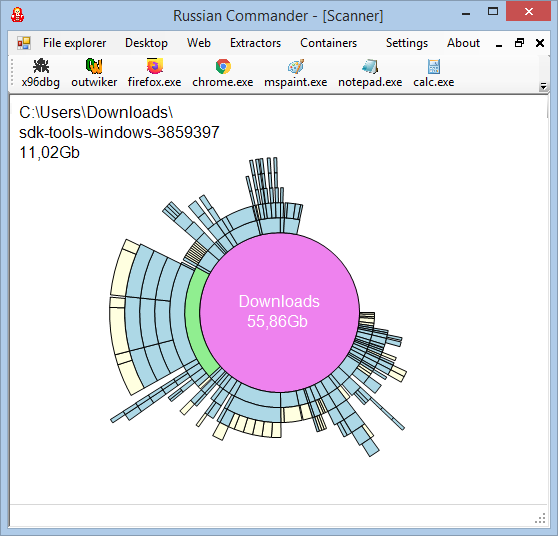 Russian Commander - [Scanner]
File explorer Desktop Web Extractors Containers Settings About
x96dbg outwiker firefox.exe chrome.exe mspaint.exe notepad.exe calc.exe
C:\Users\Downloads\
sdk-tools-windows-3859397
11,02Gb
Downloads
55,86Gb